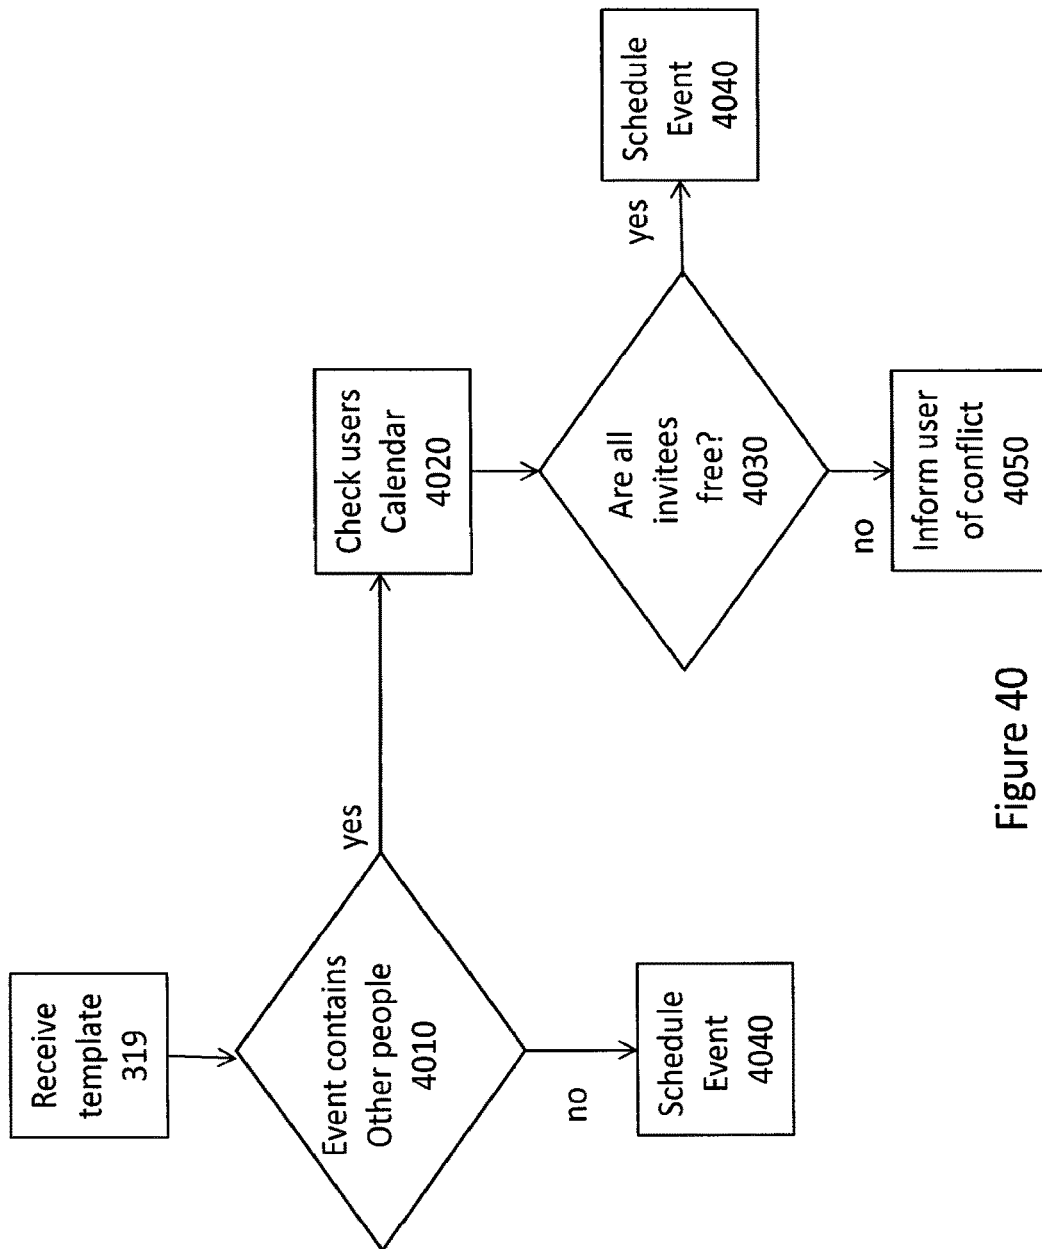 Receive
template
319
Event contains
Other people
4010
yes
no
Schedule
Event
4040
Check users
Calendar
4020
Are all
invitees
free?
4030
yes
no
Schedule
Event
4040
Inform user
of conflict
4050
Figure 40